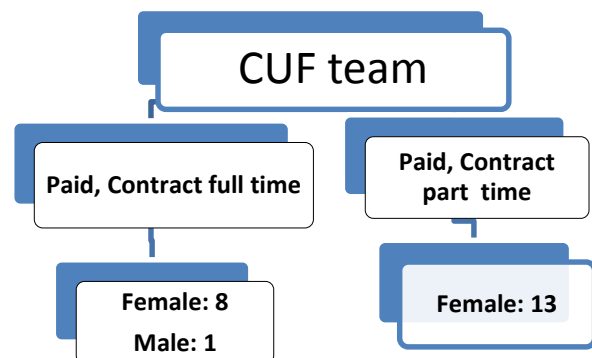 CUF team
Paid, Contract full time
Paid, Contract
part time
Female: 8
Male: 1
Female: 13